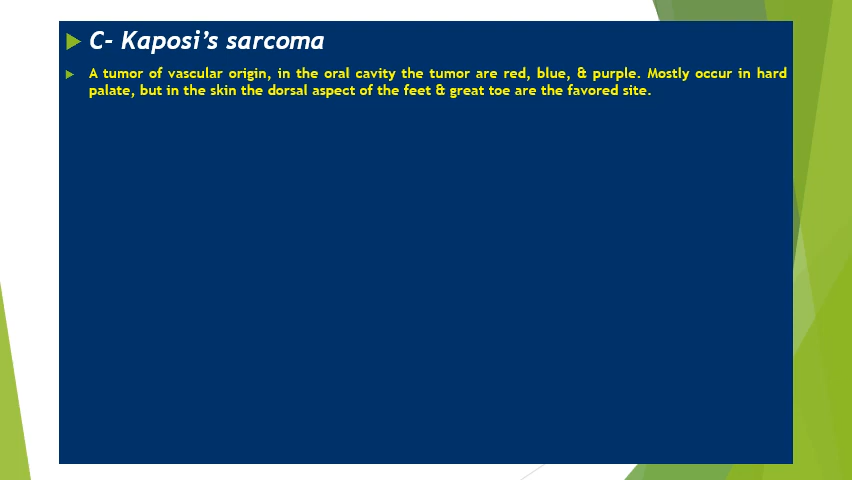 C- Kaposi’s sarcoma
A tumor of vascular origin, in the oral cavity the tumor are red, blue, & purple. Mostly occur in hard
palate, but in the skin the dorsal aspect of the feet & great toe are the favored site.